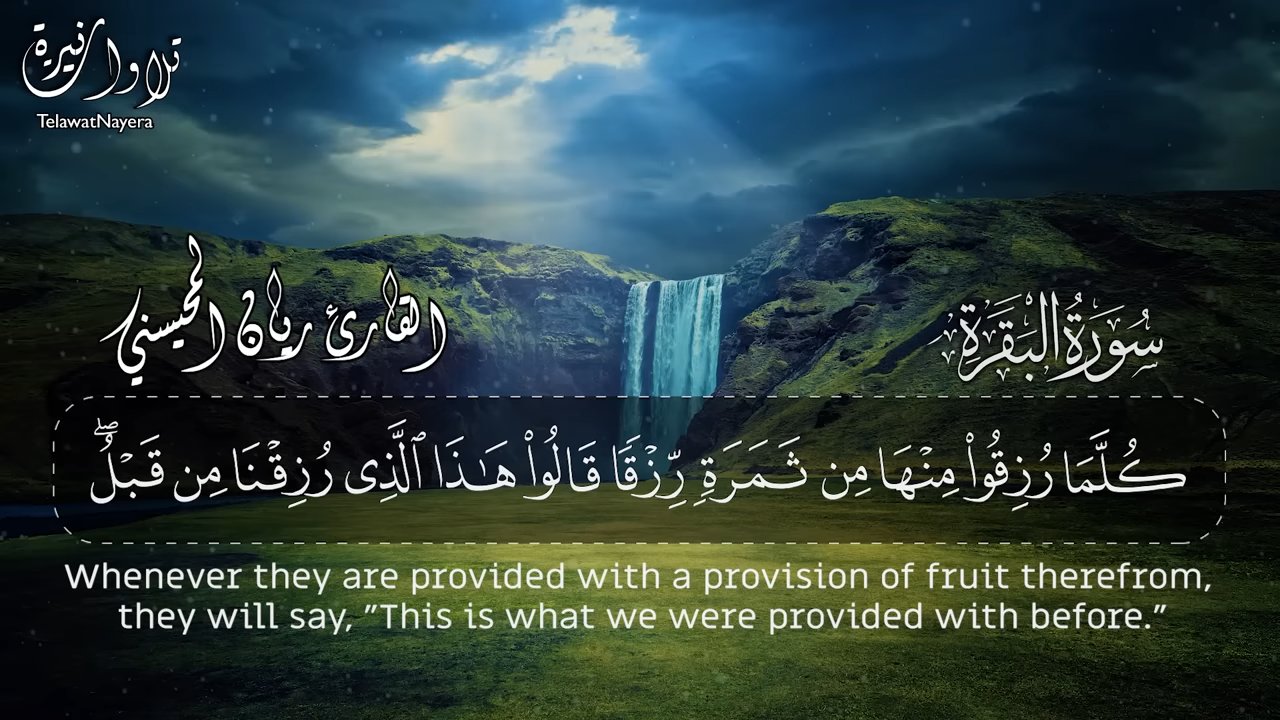 تلاوات نيرة
TelawatNayera
القارئ ريان المحيسني
سُورَةُ البَقَرَةِ
كُلَّمَا رُزِقُوا۟ مِنْهَا مِن ثَمَرَةٍ رِّزْقًا قَالُوا۟ هَـٰذَا ٱلَّذِى رُزِقْنَا مِن قَبْلُ ۖ
Whenever they are provided with a provision of fruit therefrom,
they will say, "This is what we were provided with before."